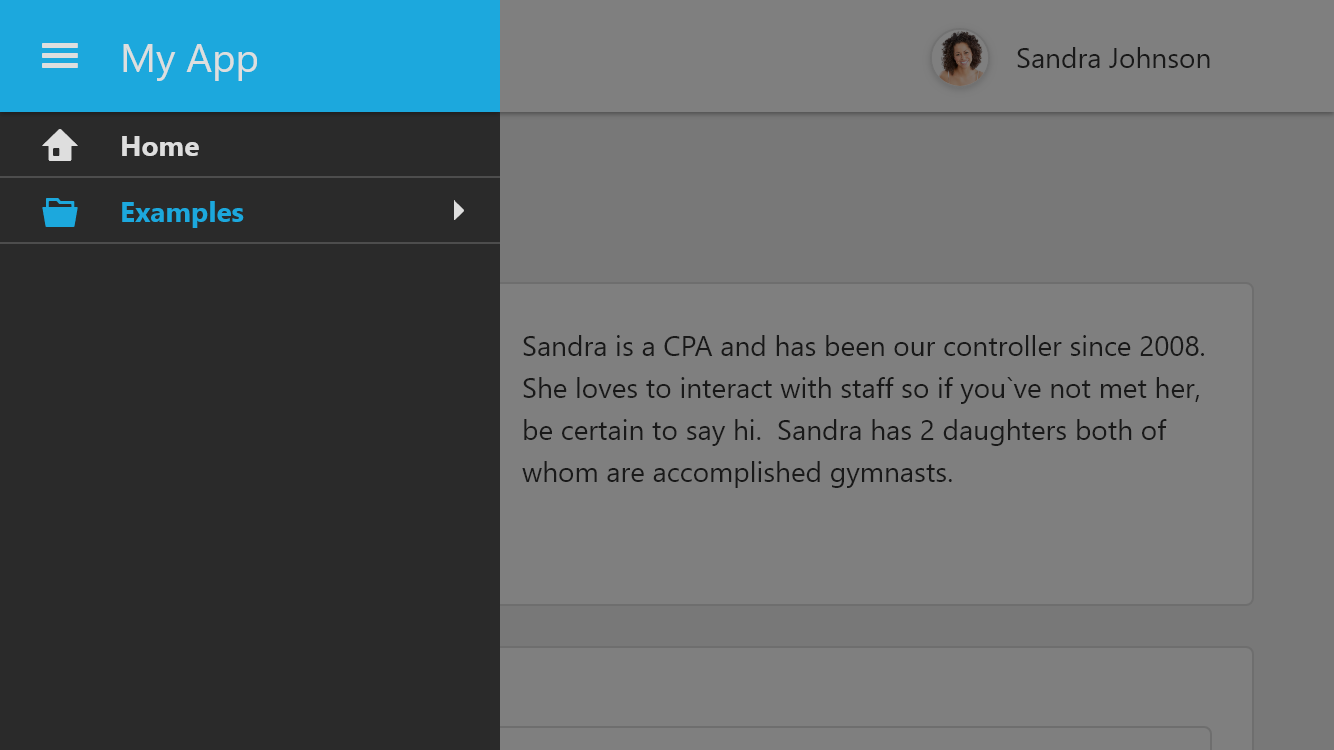 My App
Sandra Johnson
Home
Examples
Sandra is a CPA and has been our controller since 2008.
She loves to interact with staff so if you`ve not met her,
be certain to say hi.  Sandra has 2 daughters both of
whom are accomplished gymnasts.